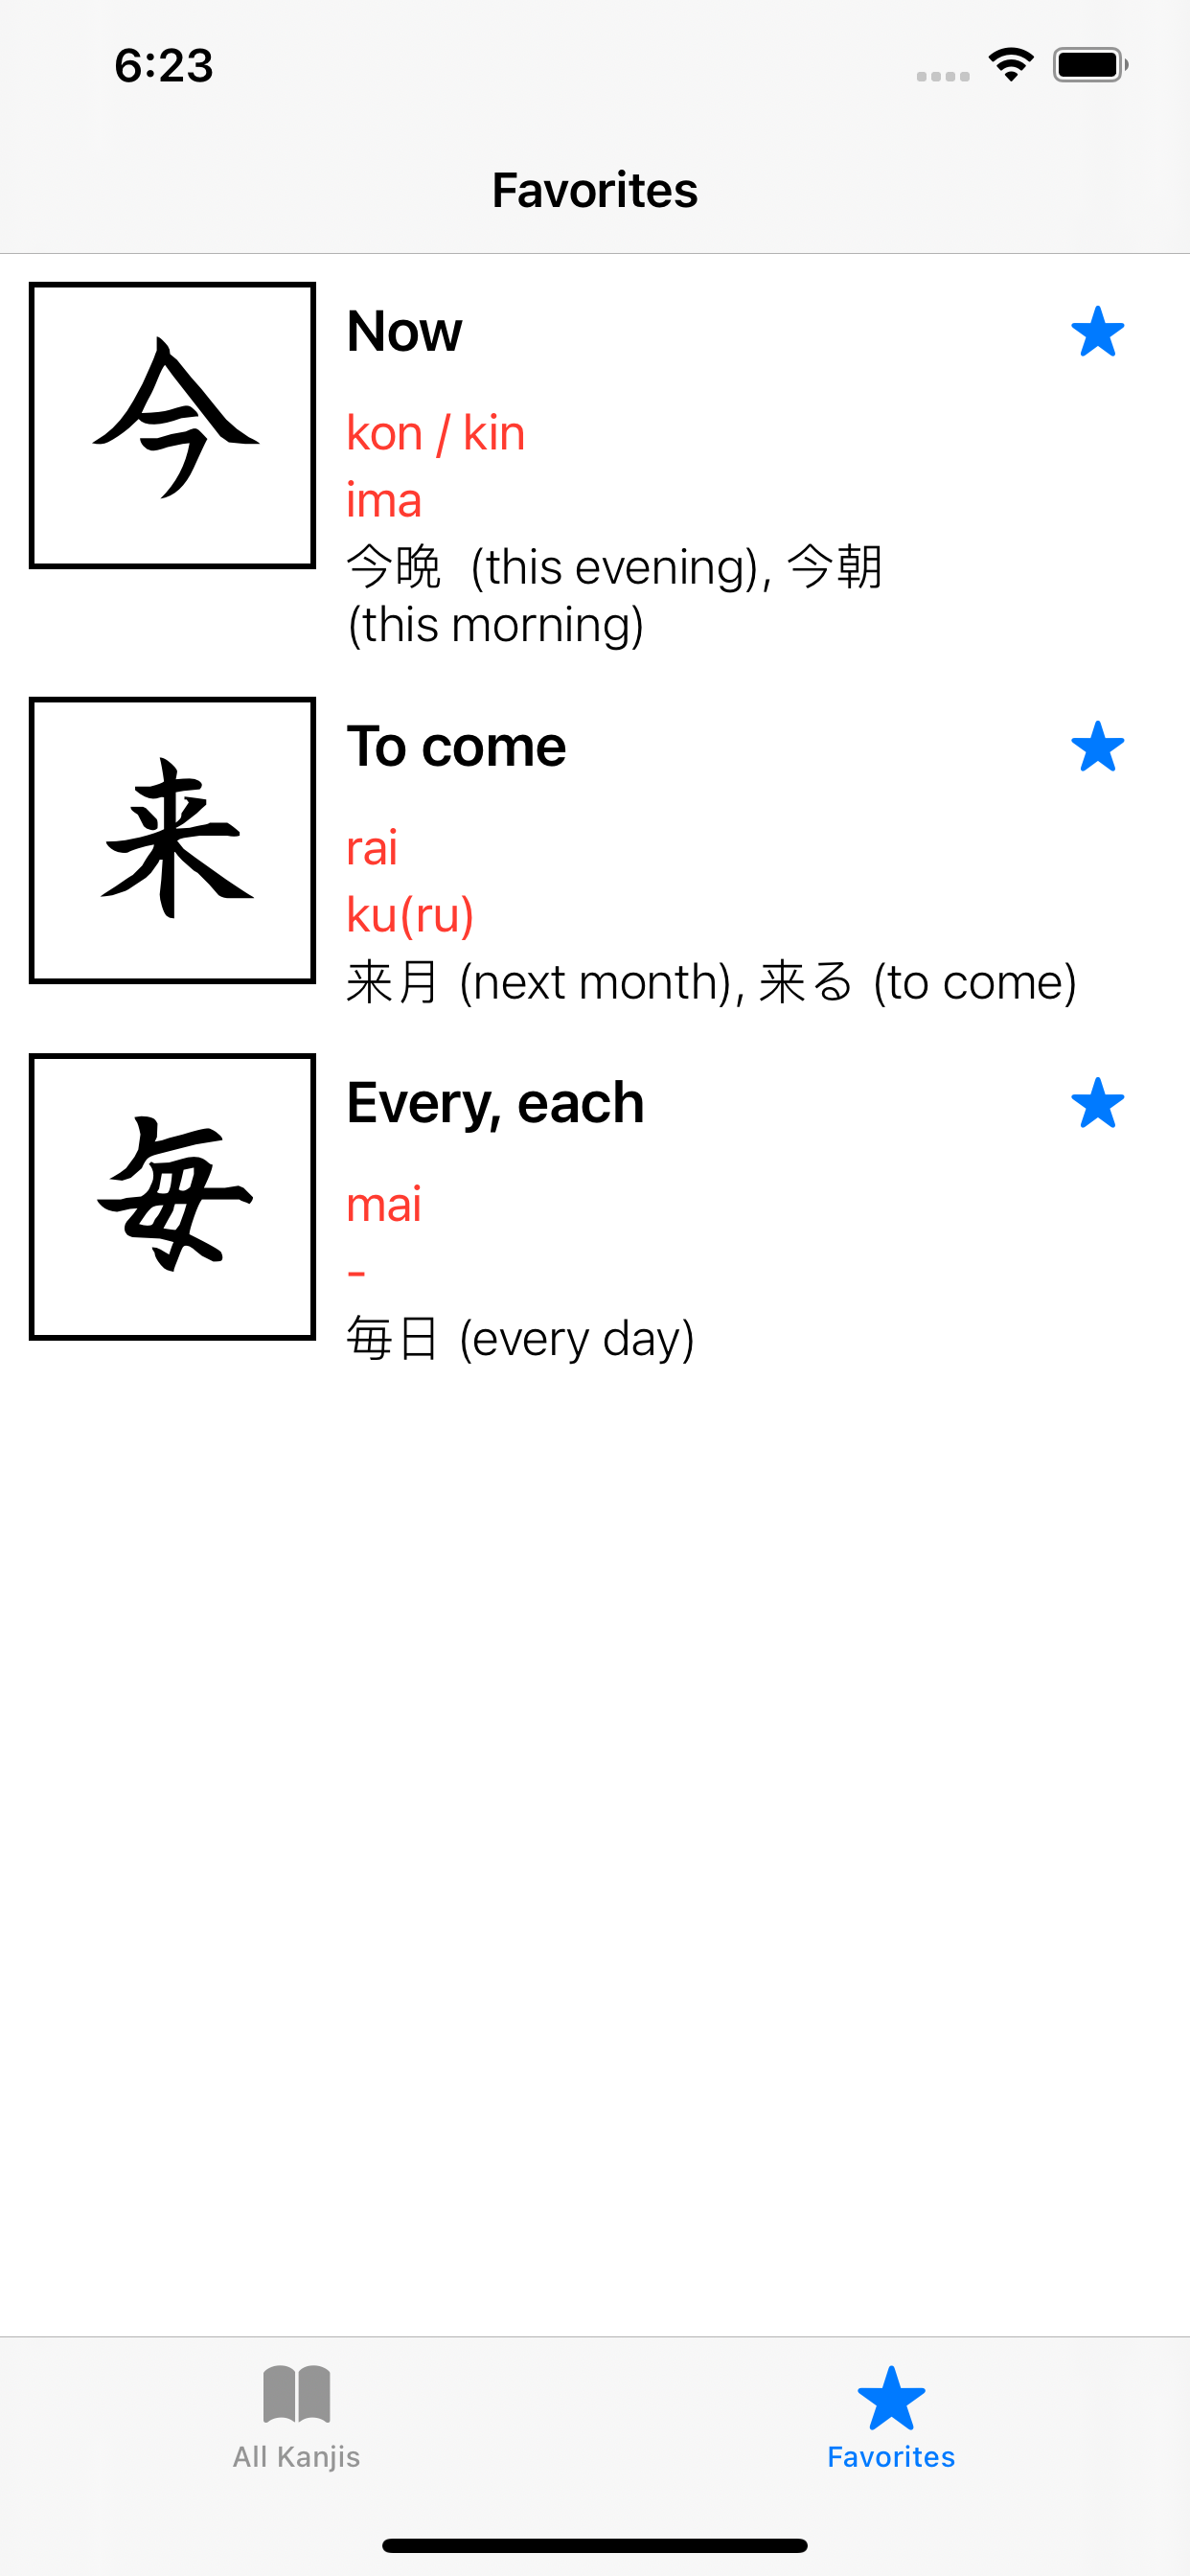 6:23
Favorites
今
Now
kon / kin
ima
今晩 (this evening), 今朝
(this morning)
来
To come
rai
ku(ru)
来月 (next month), 来る (to come)
毎
Every, each
mai
-
毎日 (every day)
All Kanjis
Favorites